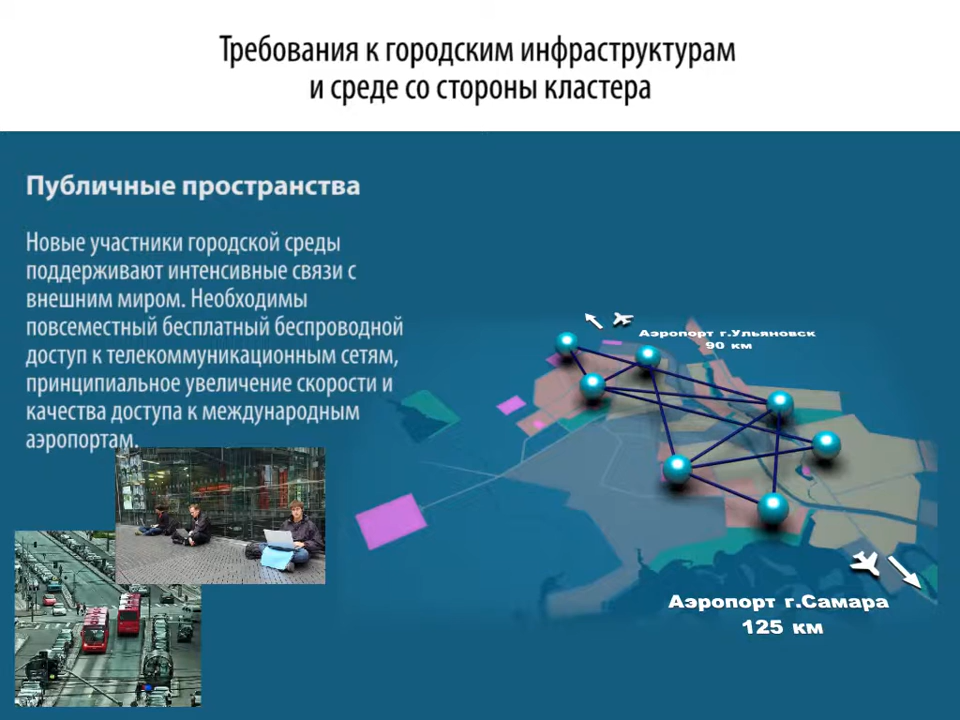 Требования к городским инфраструктурам
и среде со стороны кластера
Публичные пространства
Новые участники городской среды
поддерживают интенсивные связи с
внешним миром. Необходимы
повсеместный бесплатный беспроводной
доступ к телекоммуникационным сетям,
принципиальное увеличение скорости и
качества доступа к международным
аэропортам.
Аэропорт г.Ульяновск
90 км
Аэропорт г.Самара
125 км